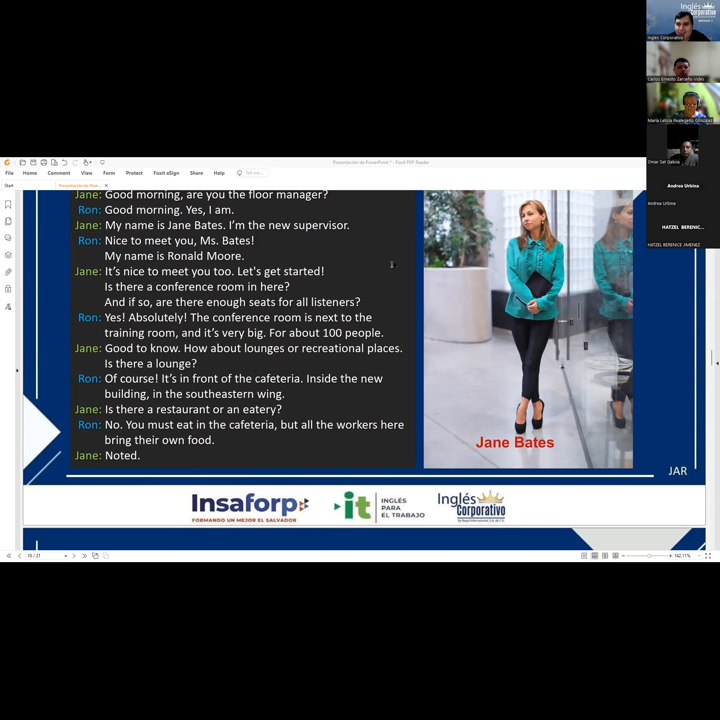 Inglés
Corporativo
Ingles Corporativo
Carlos Ernesto Zarceño Vides
María Leticia Realegeño González
Omar Set Galicia
Andrea Urbina
Andrea Urbina
HATZEL BERENIC...
HATZEL BERENICE JIMENEZ
Presentación de PowerPoint * - Foxit PDF Reader
File Home Comment View Form Protect Foxit eSign Share Help Tell me...
Start Presentación de Pow...
Jane: Good morning, are you the floor manager?
Ron: Good morning. Yes, I am.
Jane: My name is Jane Bates. I'm the new supervisor.
Ron: Nice to meet you, Ms. Bates!
My name is Ronald Moore.
Jane: It's nice to meet you too. Let's get started!
Is there a conference room in here?
And if so, are there enough seats for all listeners?
Ron: Yes! Absolutely! The conference room is next to the
training room, and it's very big. For about 100 people.
Jane: Good to know. How about lounges or recreational places.
Is there a lounge?
Ron: Of course! It's in front of the cafeteria. Inside the new
building, in the southeastern wing.
Jane: Is there a restaurant or an eatery?
Ron: No. You must eat in the cafeteria, but all the workers here
bring their own food.
Jane: Noted.
Jane Bates
JAR
Insaforp
FORMANDO UN MEJOR EL SALVADOR
it
INGLÉS
PARA
EL TRABAJO
Inglés
Corporativo
10 / 21
142.11%